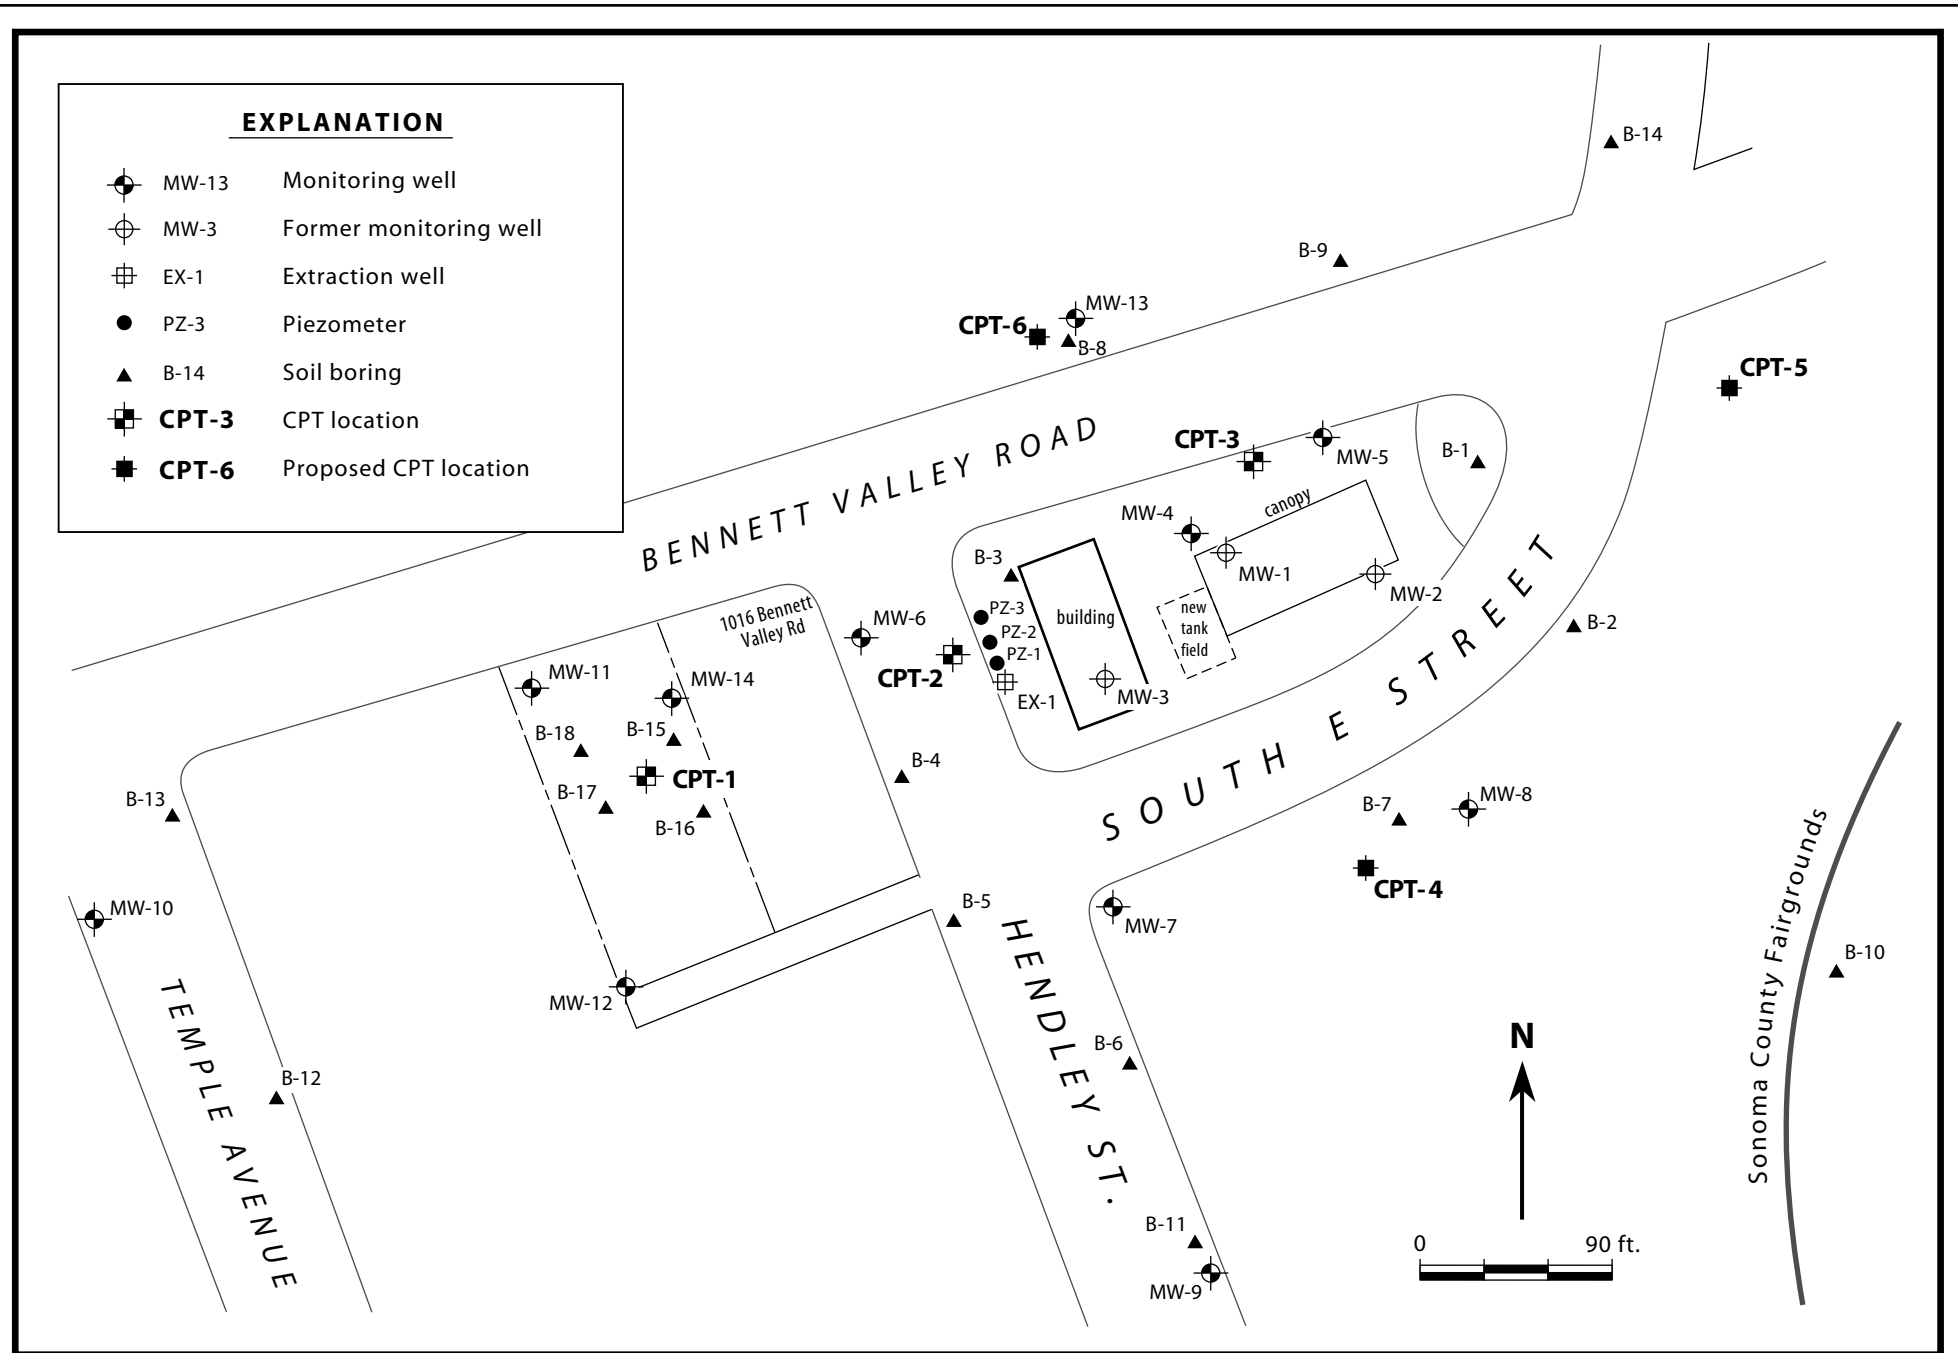 EXPLANATION
MW-13 Monitoring well
MW-3 Former monitoring well
EX-1 Extraction well
PZ-3 Piezometer
B-14 Soil boring
CPT-3 CPT location
CPT-6 Proposed CPT location
B-14
B-9
MW-13
CPT-6
B-8
CPT-5
BENNETT VALLEY ROAD
CPT-3
MW-5
B-1
canopy
MW-4
MW-1
MW-2
B-3
PZ-3
PZ-2
PZ-1
EX-1
building
MW-3
new
tank
field
1016 Bennett
Valley Rd
MW-6
CPT-2
B-2
SOUTH E STREET
MW-11
MW-14
B-18
B-15
CPT-1
B-17
B-16
B-4
B-13
B-7
MW-8
CPT-4
MW-10
B-5
MW-7
HENDLEY ST.
Sonoma County Fairgrounds
B-10
MW-12
TEMPLE AVENUE
B-12
B-6
N
B-11
MW-9
0 90 ft.